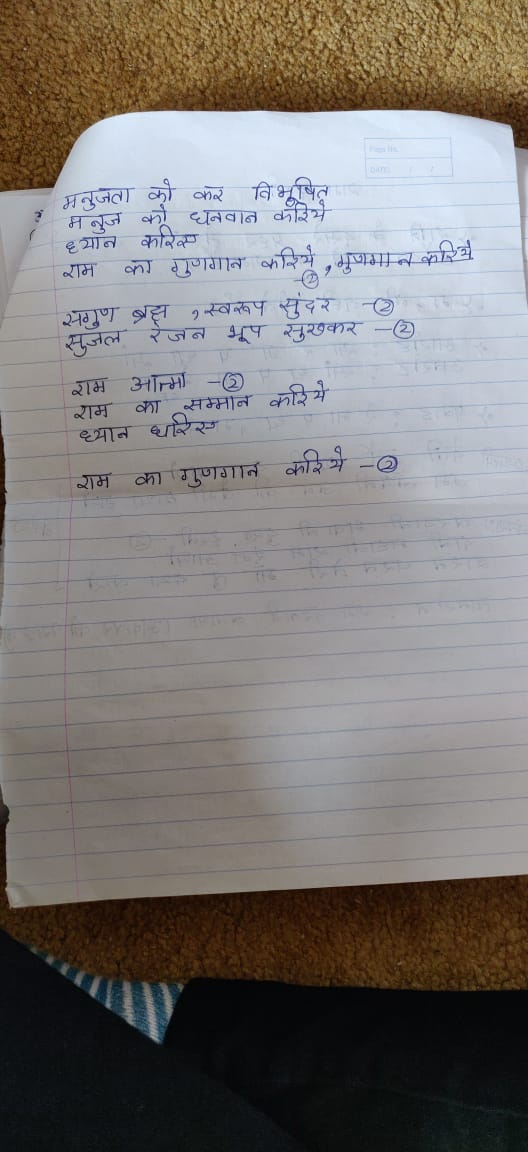 Page No.
DATE: / /
मनुजता को कर विभूषित
मनुज को धनवान करिये
ध्यान करिए
राम का गुणगान करिये, गुणगान करिये
-②
सगुण ब्रह्म, स्वरूप सुंदर -②
सुजल रंजन भूप सुखकर -②
राम आत्मा -②
राम का सम्मान करिये
ध्यान धरिए
राम का गुणगान करिये -②